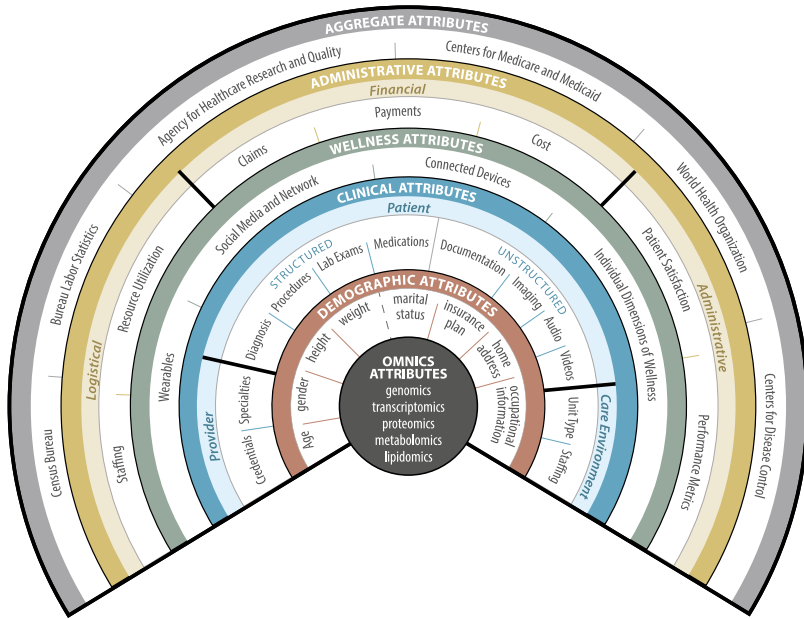 AGGREGATE ATTRIBUTES
Census Bureau
Bureau Labor Statistics
Agency for Healthcare Research and Quality
Centers for Medicare and Medicaid
World Health Organization
Centers for Disease Control
ADMINISTRATIVE ATTRIBUTES
Logistical
Financial
Administrative
Staffing
Resource Utilization
Claims
Payments
Cost
Patient Satisfaction
Performance Metrics
WELLNESS ATTRIBUTES
Wearables
Social Media and Network
Connected Devices
Individual Dimensions of Wellness
CLINICAL ATTRIBUTES
Provider
Patient
Care Environment
Credentials
Specialties
STRUCTURED
Diagnosis
Procedures
Lab Exams
Medications
UNSTRUCTURED
Documentation
Imaging
Audio
Videos
Unit Type
Staffing
DEMOGRAPHIC ATTRIBUTES
Age
gender
height
weight
marital
status
insurance
plan
home
address
occupational
information
OMNICS
ATTRIBUTES
genomics
transcriptomics
proteomics
metabolomics
lipidomics